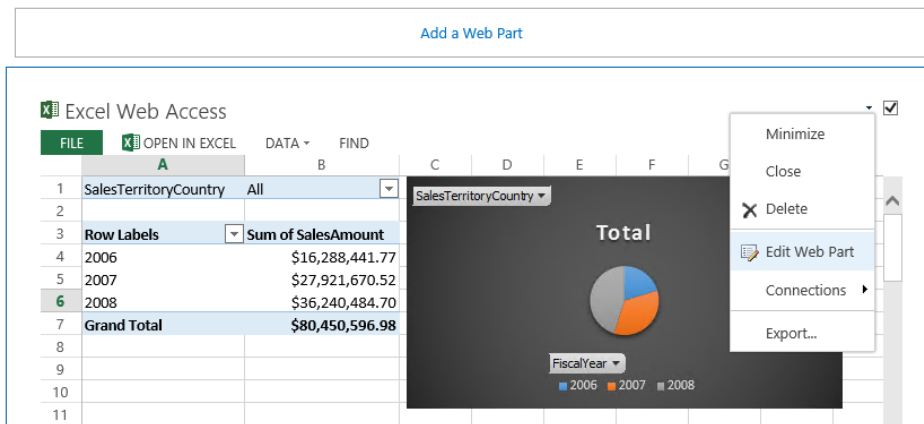 Add a Web Part
Excel Web Access
FILE OPEN IN EXCEL DATA FIND
A B C D E F G
1 SalesTerritoryCountry All
2
3 Row Labels Sum of SalesAmount
4 2006 $16,288,441.77
5 2007 $27,921,670.52
6 2008 $36,240,484.70
7 Grand Total $80,450,596.98
8
9
10
11
SalesTerritoryCountry
Total
FiscalYear
2006 2007 2008
Minimize
Close
Delete
Edit Web Part
Connections
Export...